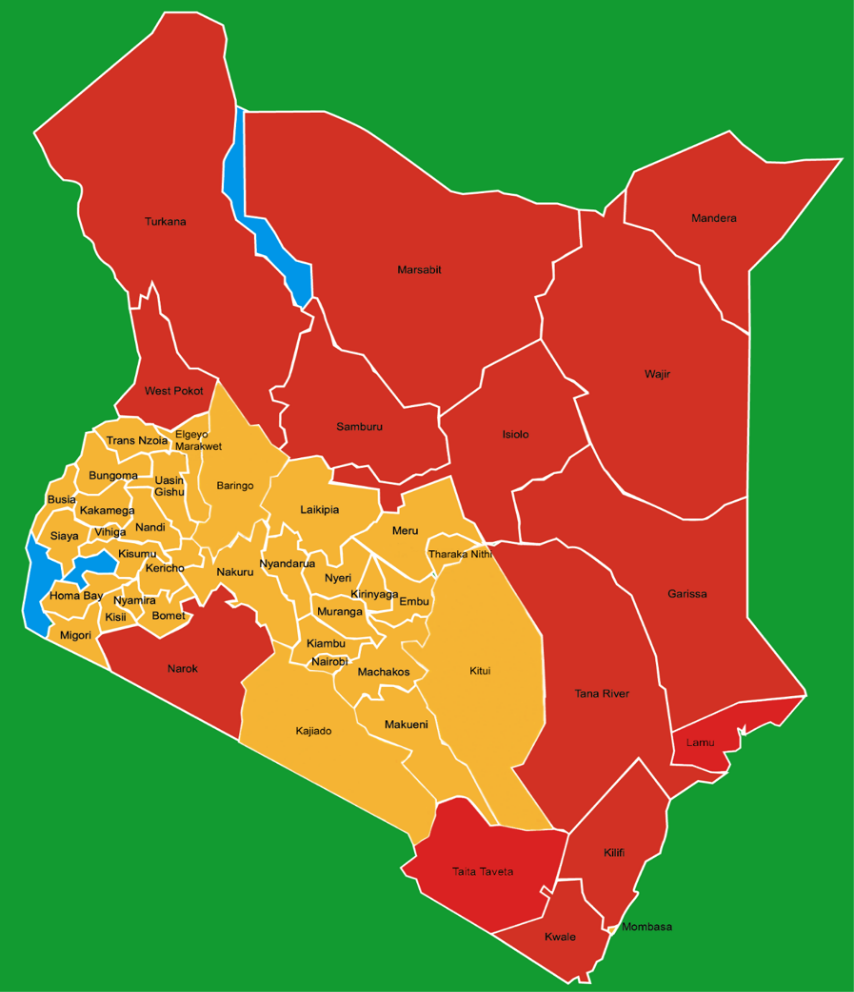 Turkana
Marsabit
Mandera
Wajir
West Pokot
Samburu
Isiolo
Trans Nzoia
Elgeyo
Marakwet
Bungoma
Uasin
Gishu
Baringo
Busia
Kakamega
Laikipia
Siaya
Vihiga
Nandi
Meru
Kisumu
Tharaka Nithi
Kericho
Nakuru
Nyandarua
Nyeri
Homa Bay
Nyamira
Kirinyaga
Embu
Garissa
Kisii
Bomet
Muranga
Migori
Kiambu
Nairobi
Narok
Machakos
Kitui
Tana River
Kajiado
Makueni
Lamu
Kilifi
Taita Taveta
Mombasa
Kwale